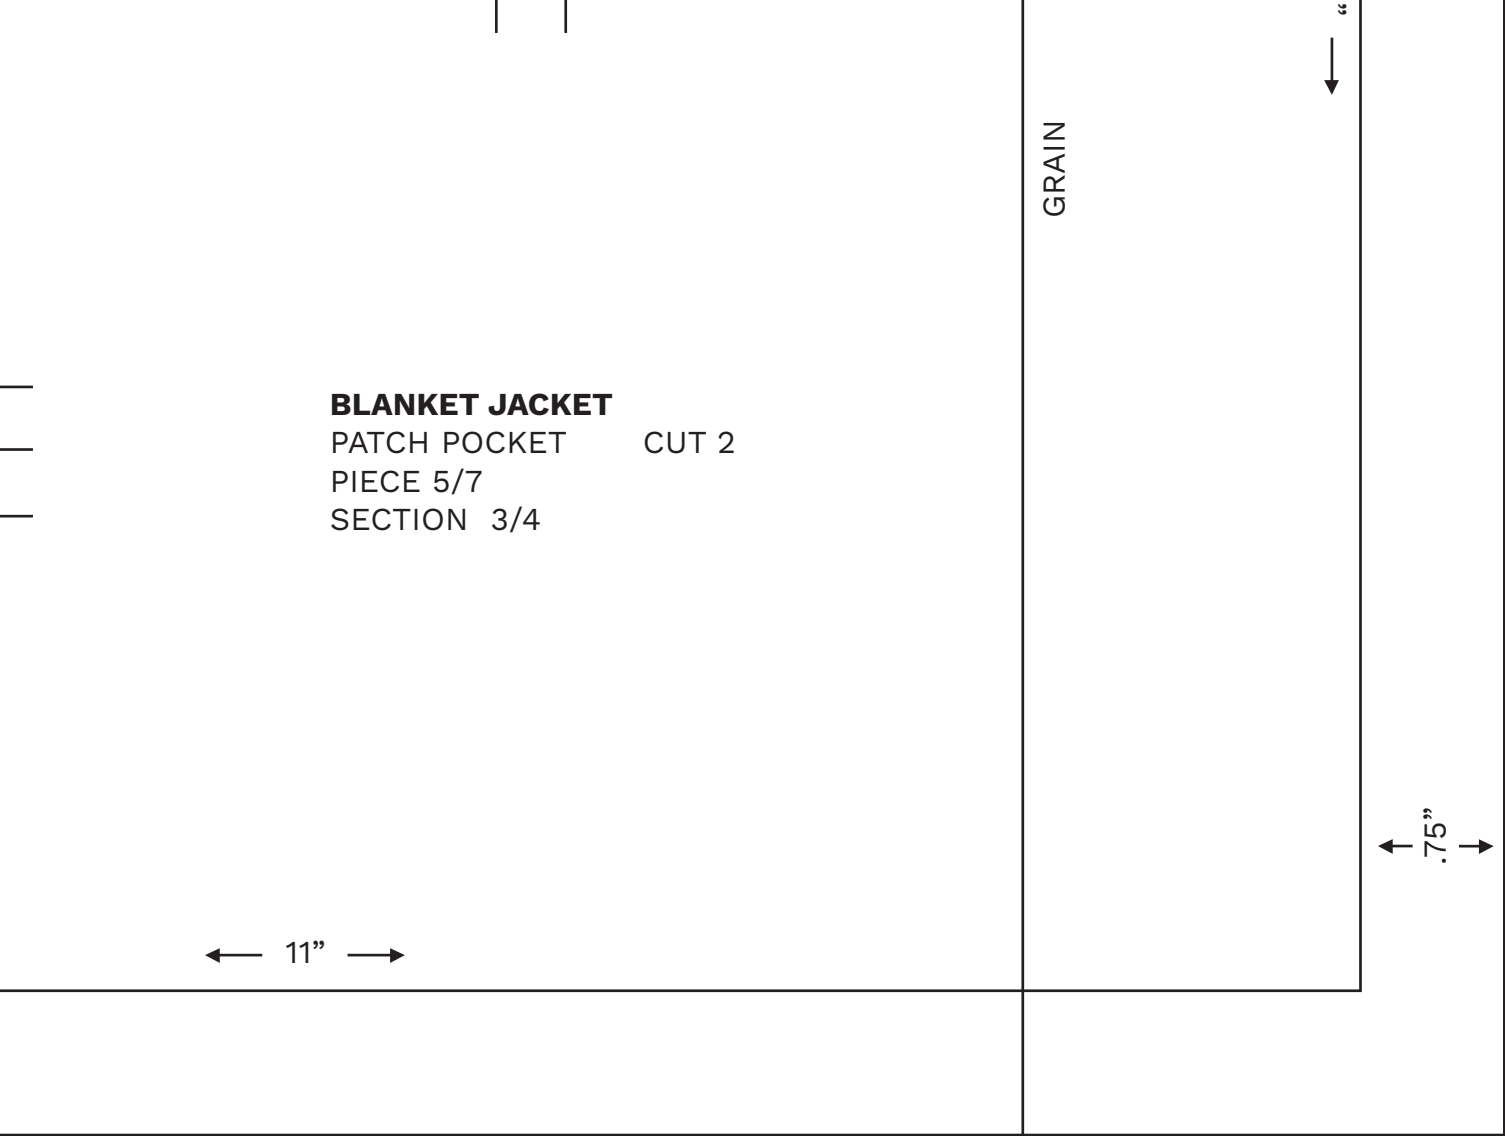 ”
GRAIN
BLANKET JACKET
PATCH POCKET CUT 2
PIECE 5/7
SECTION 3/4
.75”
11”